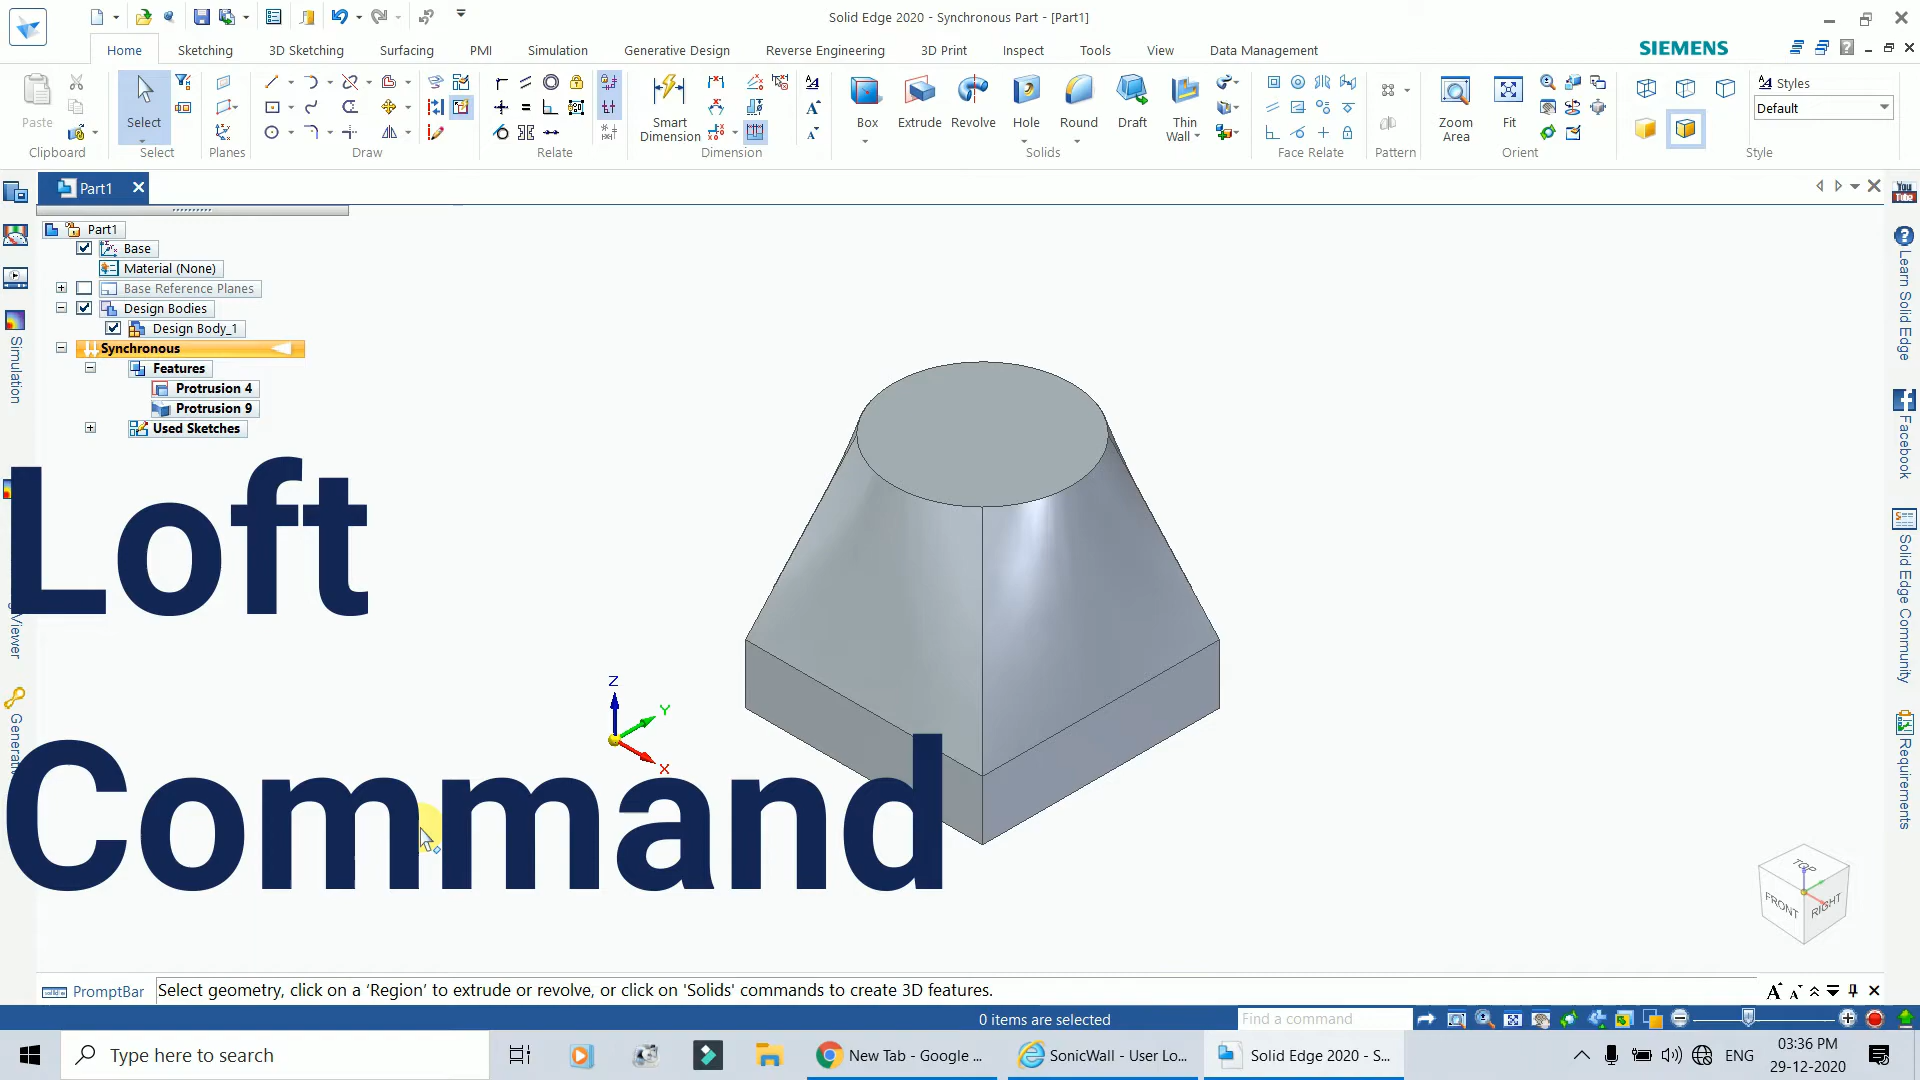 Solid Edge 2020 - Synchronous Part - [Part1]
Home Sketching 3D Sketching Surfacing PMI Simulation Generative Design Reverse Engineering 3D Print Inspect Tools View Data Management
SIEMENS
Paste
Select
Smart Dimension
Box Extrude Revolve Hole Round Draft Thin Wall
Zoom Area
Fit
Styles
Default
Clipboard Select Planes Draw Relate Dimension Solids Face Relate Pattern Orient Style
Part1
Part1
Base
Material (None)
Base Reference Planes
Design Bodies
Design Body_1
Synchronous
Features
Protrusion 4
Protrusion 9
Used Sketches
Simulation
Loft
Command
Z
Y
X
TOP
FRONT
RIGHT
You Tube
Learn Solid Edge
Facebook
Solid Edge Community
Requirements
PromptBar
Select geometry, click on a ‘Region’ to extrude or revolve, or click on 'Solids' commands to create 3D features.
0 items are selected
Find a command
Type here to search
New Tab - Google ...
SonicWall - User Lo...
Solid Edge 2020 - S...
ENG
03:36 PM
29-12-2020